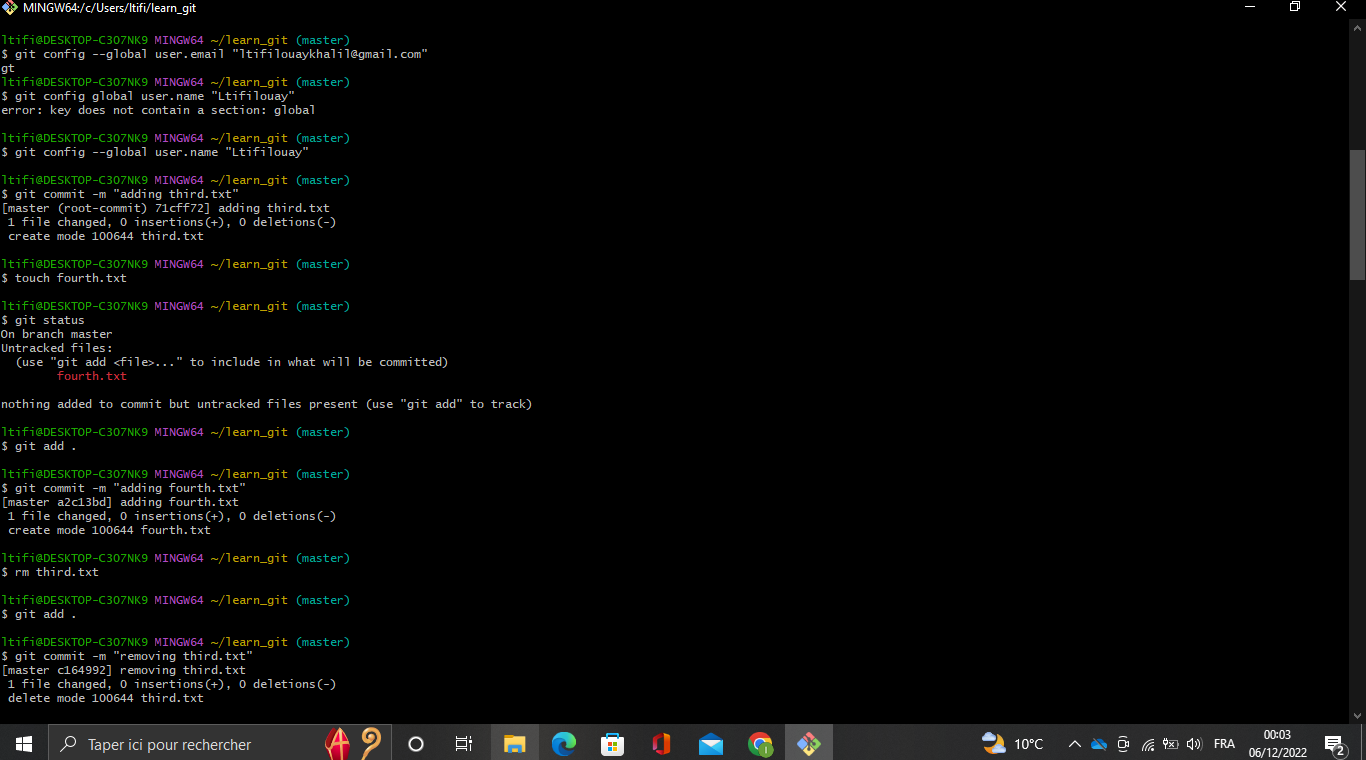 MINGW64:/c/Users/ltifi/learn_git
ltifi@DESKTOP-C3O7NK9 MINGW64 ~/learn_git (master)
$ git config --global user.email "ltifilouaykhalil@gmail.com"
gt
ltifi@DESKTOP-C3O7NK9 MINGW64 ~/learn_git (master)
$ git config global user.name "Ltifilouay"
error: key does not contain a section: global
ltifi@DESKTOP-C3O7NK9 MINGW64 ~/learn_git (master)
$ git config --global user.name "Ltifilouay"
ltifi@DESKTOP-C3O7NK9 MINGW64 ~/learn_git (master)
$ git commit -m "adding third.txt"
[master (root-commit) 71cff72] adding third.txt
 1 file changed, 0 insertions(+), 0 deletions(-)
 create mode 100644 third.txt
ltifi@DESKTOP-C3O7NK9 MINGW64 ~/learn_git (master)
$ touch fourth.txt
ltifi@DESKTOP-C3O7NK9 MINGW64 ~/learn_git (master)
$ git status
On branch master
Untracked files:
  (use "git add <file>..." to include in what will be committed)
        fourth.txt
nothing added to commit but untracked files present (use "git add" to track)
ltifi@DESKTOP-C3O7NK9 MINGW64 ~/learn_git (master)
$ git add .
ltifi@DESKTOP-C3O7NK9 MINGW64 ~/learn_git (master)
$ git commit -m "adding fourth.txt"
[master a2c13bd] adding fourth.txt
 1 file changed, 0 insertions(+), 0 deletions(-)
 create mode 100644 fourth.txt
ltifi@DESKTOP-C3O7NK9 MINGW64 ~/learn_git (master)
$ rm third.txt
ltifi@DESKTOP-C3O7NK9 MINGW64 ~/learn_git (master)
$ git add .
ltifi@DESKTOP-C3O7NK9 MINGW64 ~/learn_git (master)
$ git commit -m "removing third.txt"
[master c164992] removing third.txt
 1 file changed, 0 insertions(+), 0 deletions(-)
 delete mode 100644 third.txt
Taper ici pour rechercher
10°C
FRA
00:03
06/12/2022
2